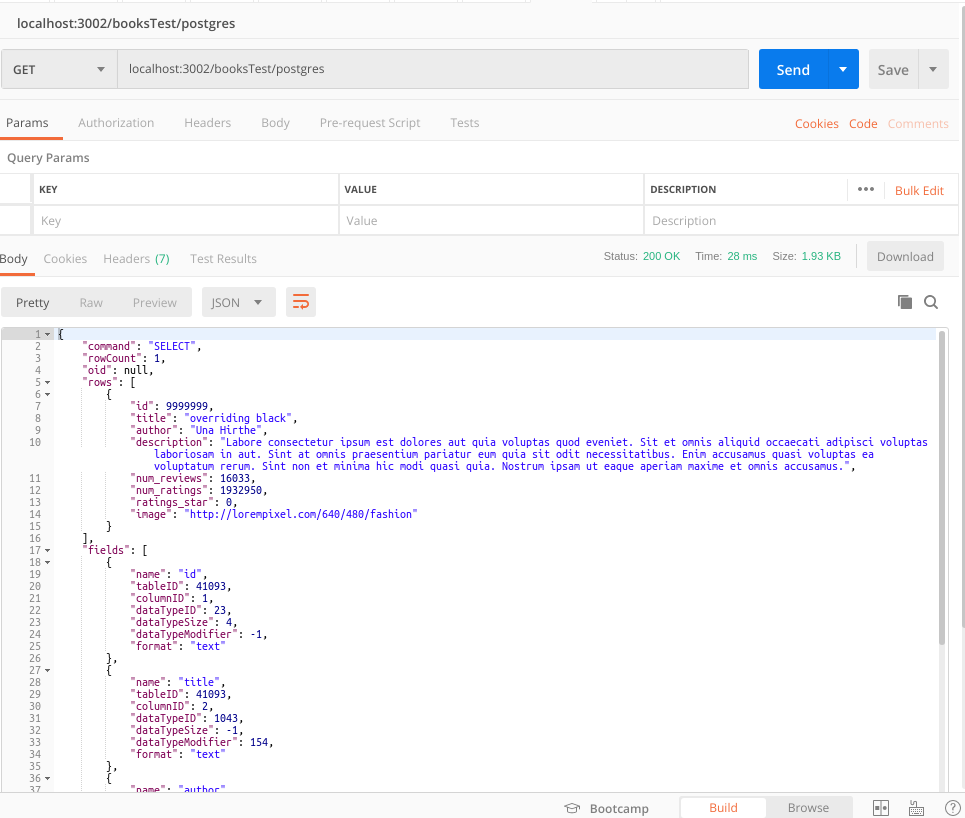 localhost:3002/booksTest/postgres
GET localhost:3002/booksTest/postgres Send Save
Params Authorization Headers Body Pre-request Script Tests Cookies Code Comments
Query Params
KEY VALUE DESCRIPTION ••• Bulk Edit
Key Value Description
Body Cookies Headers (7) Test Results Status: 200 OK Time: 28 ms Size: 1.93 KB Download
Pretty Raw Preview JSON
1 {
2 "command": "SELECT",
3 "rowCount": 1,
4 "oid": null,
5 "rows": [
6 {
7 "id": 9999999,
8 "title": "overriding black",
9 "author": "Una Hirthe",
10 "description": "Labore consectetur ipsum est dolores aut quia voluptas quod eveniet. Sit et omnis aliquid occaecati adipisci voluptas
laboriosam in aut. Sint at omnis praesentium pariatur eum quia sit odit necessitatibus. Enim accusamus quasi voluptas ea
voluptatum rerum. Sint non et minima hic modi quasi quia. Nostrum ipsam ut eaque aperiam maxime et omnis accusamus.",
11 "num_reviews": 16033,
12 "num_ratings": 1932950,
13 "ratings_star": 0,
14 "image": "http://lorempixel.com/640/480/fashion"
15 }
16 ],
17 "fields": [
18 {
19 "name": "id",
20 "tableID": 41093,
21 "columnID": 1,
22 "dataTypeID": 23,
23 "dataTypeSize": 4,
24 "dataTypeModifier": -1,
25 "format": "text"
26 },
27 {
28 "name": "title",
29 "tableID": 41093,
30 "columnID": 2,
31 "dataTypeID": 1043,
32 "dataTypeSize": -1,
33 "dataTypeModifier": 154,
34 "format": "text"
35 },
36 {
37 "name": "author"
Bootcamp Build Browse ?